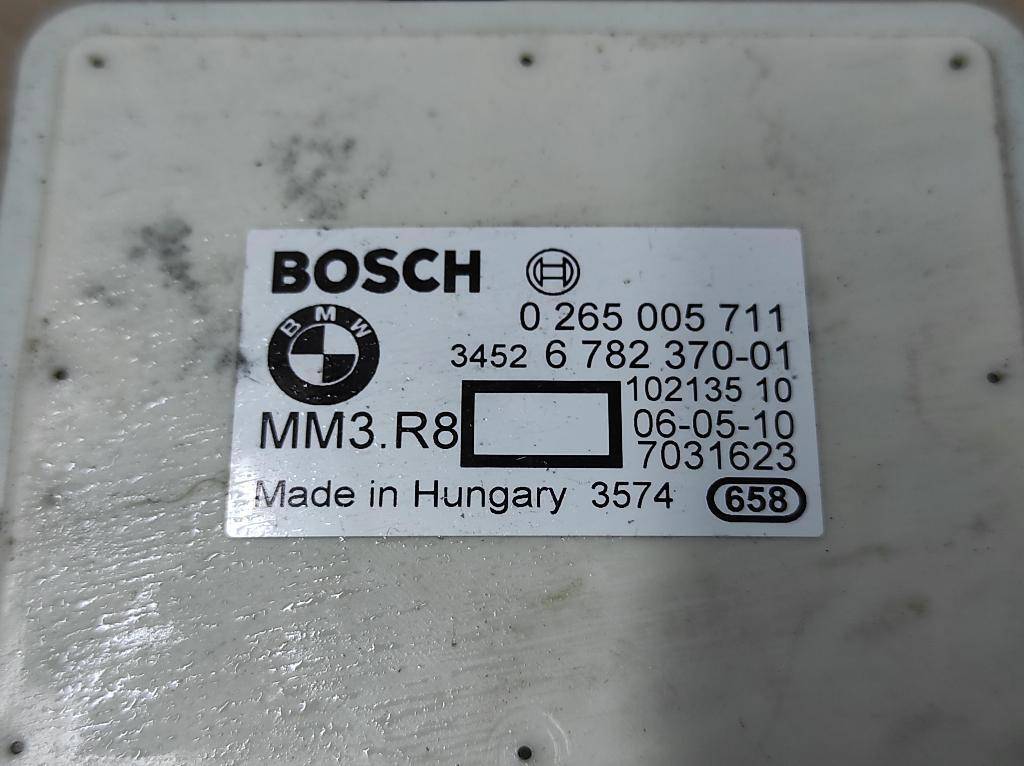 BOSCH
0 265 005 711
BMW
3452 6 782 370-01
102135 10
MM3.R8
06-05-10
7031623
Made in Hungary 3574 658